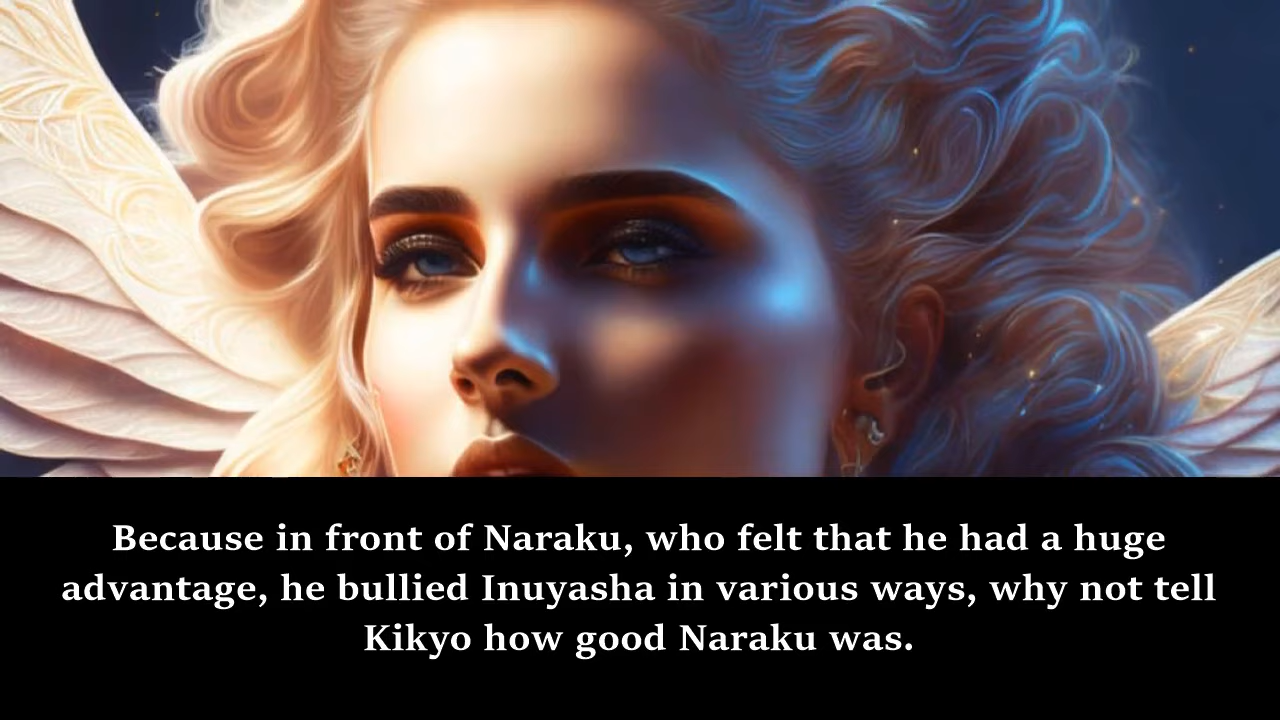 Because in front of Naraku, who felt that he had a huge
advantage, he bullied Inuyasha in various ways, why not tell
Kikyo how good Naraku was.